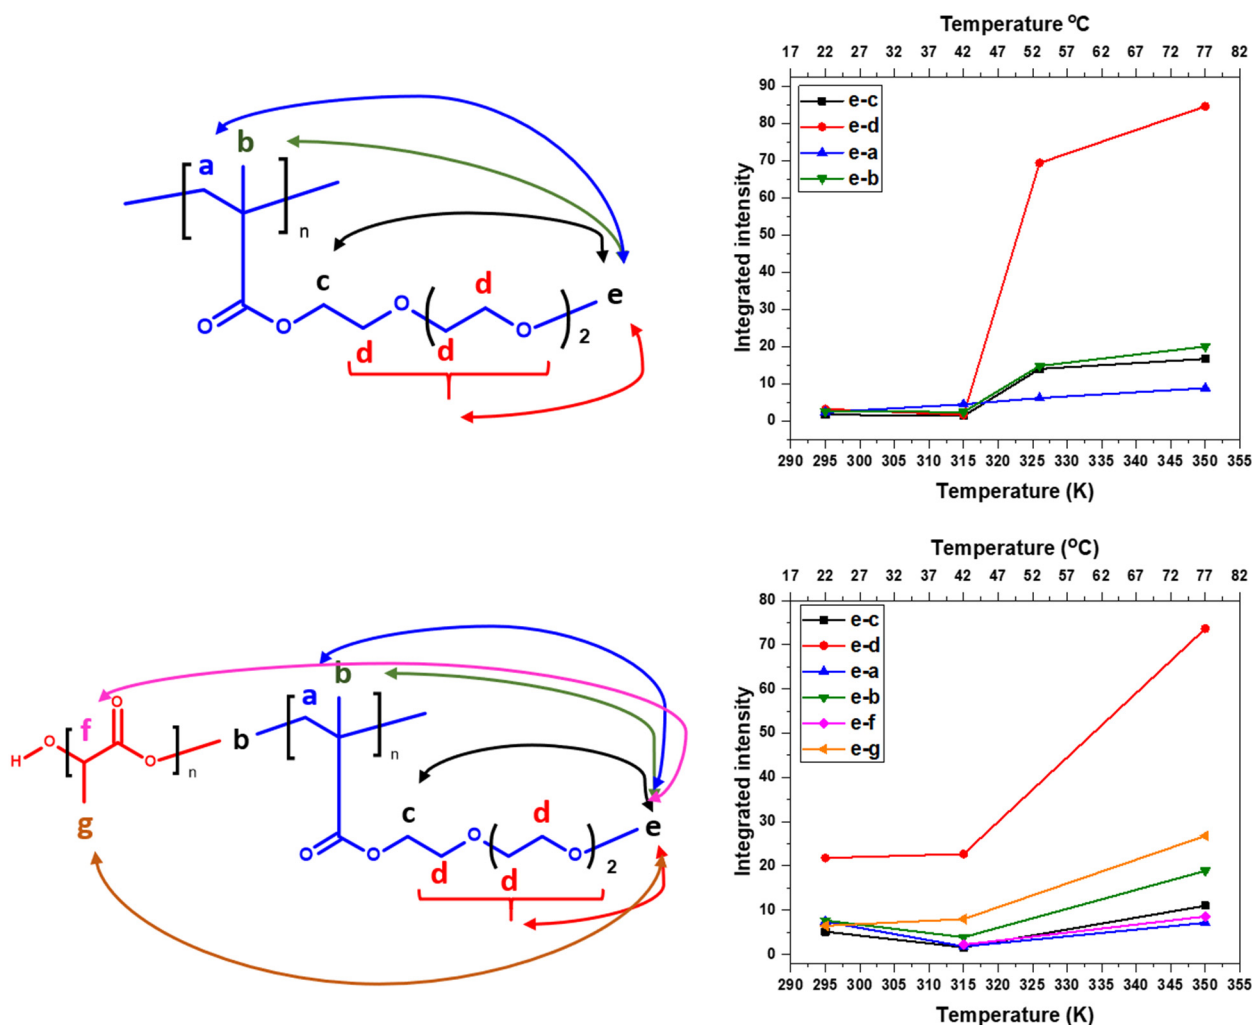 Temperature ºC
17 22 27 32 37 42 47 52 57 62 67 72 77 82
Integrated intensity
90
80
70
60
50
40
30
20
10
0
e-c
e-d
e-a
e-b
290 295 300 305 310 315 320 325 330 335 340 345 350 355
Temperature (K)
b
a
n
c
O
O
O
d
d
d
O
2
e
Temperature (ºC)
17 22 27 32 37 42 47 52 57 62 67 72 77 82
Integrated intensity
80
70
60
50
40
30
20
10
0
e-c
e-d
e-a
e-b
e-f
e-g
290 295 300 305 310 315 320 325 330 335 340 345 350 355
Temperature (K)
b
a
n
O
f
H
O
O
n
b
g
c
O
O
O
d
d
d
O
2
e